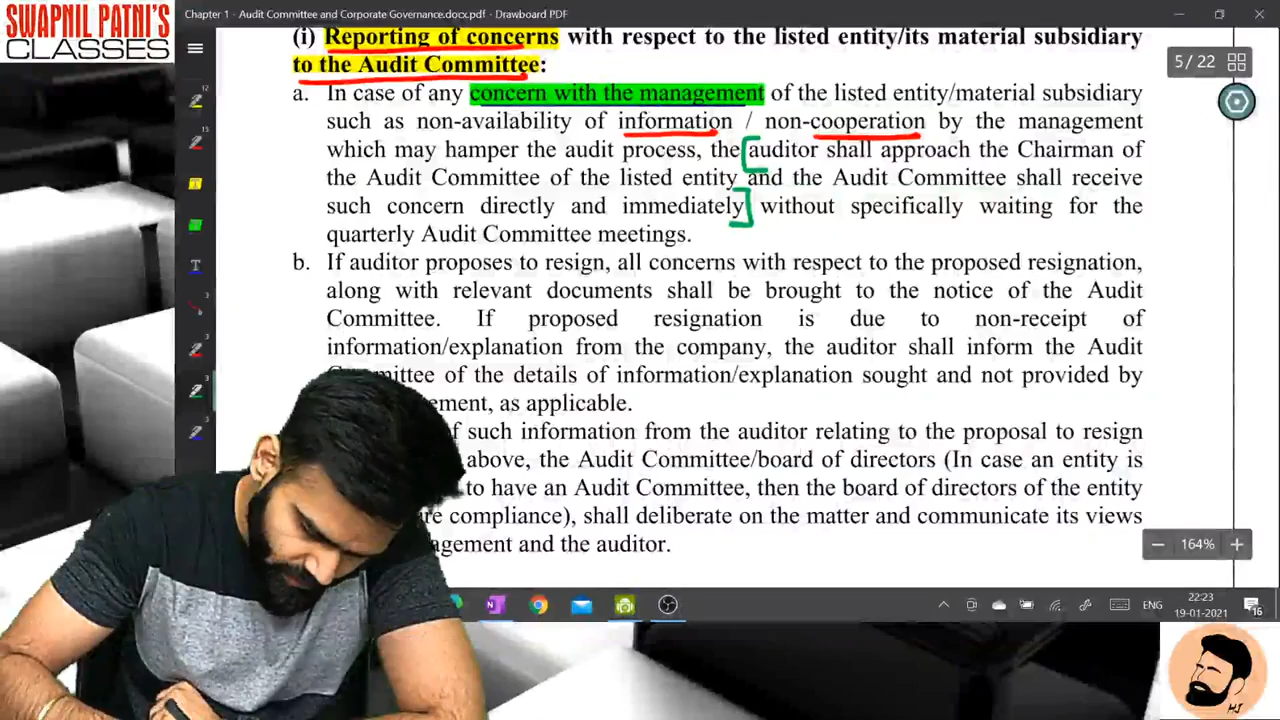 SWAPNIL PATNI'S
CLASSES
Chapter 1 - Audit Committee and Corporate Governance.docx.pdf - Drawboard PDF
5 / 22
(i) Reporting of concerns with respect to the listed entity/its material subsidiary
to the Audit Committee:
a. In case of any concern with the management of the listed entity/material subsidiary
such as non-availability of information / non-cooperation by the management
which may hamper the audit process, the auditor shall approach the Chairman of
the Audit Committee of the listed entity and the Audit Committee shall receive
such concern directly and immediately without specifically waiting for the
quarterly Audit Committee meetings.
b. If auditor proposes to resign, all concerns with respect to the proposed resignation,
along with relevant documents shall be brought to the notice of the Audit
Committee. If proposed resignation is due to non-receipt of
information/explanation from the company, the auditor shall inform the Audit
Committee of the details of information/explanation sought and not provided by
ement, as applicable.
f such information from the auditor relating to the proposal to resign
above, the Audit Committee/board of directors (In case an entity is
to have an Audit Committee, then the board of directors of the entity
re compliance), shall deliberate on the matter and communicate its views
agement and the auditor.
12
15
T
3
3
3
3
164%
ENG
22:23
19-01-2021
16
HJ